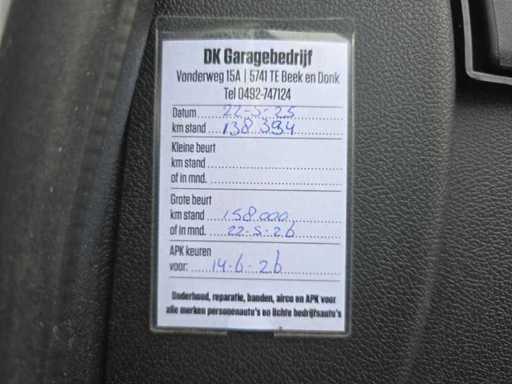 DK Garagebedrijf
Vonderweg 15A | 5741 TE Beek en Donk
Tel 0492-747124
Datum 22-5-25
km stand 138.394
Kleine beurt
km stand
of in mnd.
Grote beurt
km stand 158.000
of in mnd. 22-5-26
APK keuren
voor: 14-6-26
Onderhoud, reparatie, banden, airco en APK voor
alle merken personenauto's en lichte bedrijfsauto's